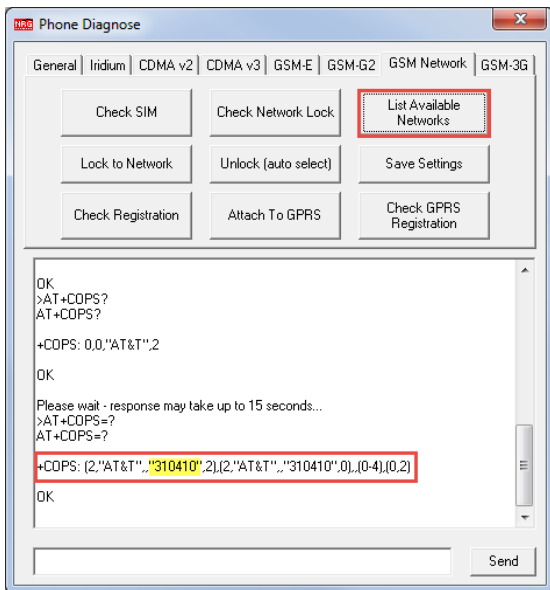 NRG Phone Diagnose
General Iridium CDMA v2 CDMA v3 GSM-E GSM-G2 GSM Network GSM-3G
Check SIM
Check Network Lock
List Available
Networks
Lock to Network
Unlock (auto select)
Save Settings
Check Registration
Attach To GPRS
Check GPRS
Registration
OK
>AT+COPS?
AT+COPS?
+COPS: 0,0,"AT&T",2
OK
Please wait - response may take up to 15 seconds...
>AT+COPS=?
AT+COPS=?
+COPS: (2,"AT&T",,"310410",2),(2,"AT&T",,"310410",0),,(0-4),(0,2)
OK
Send